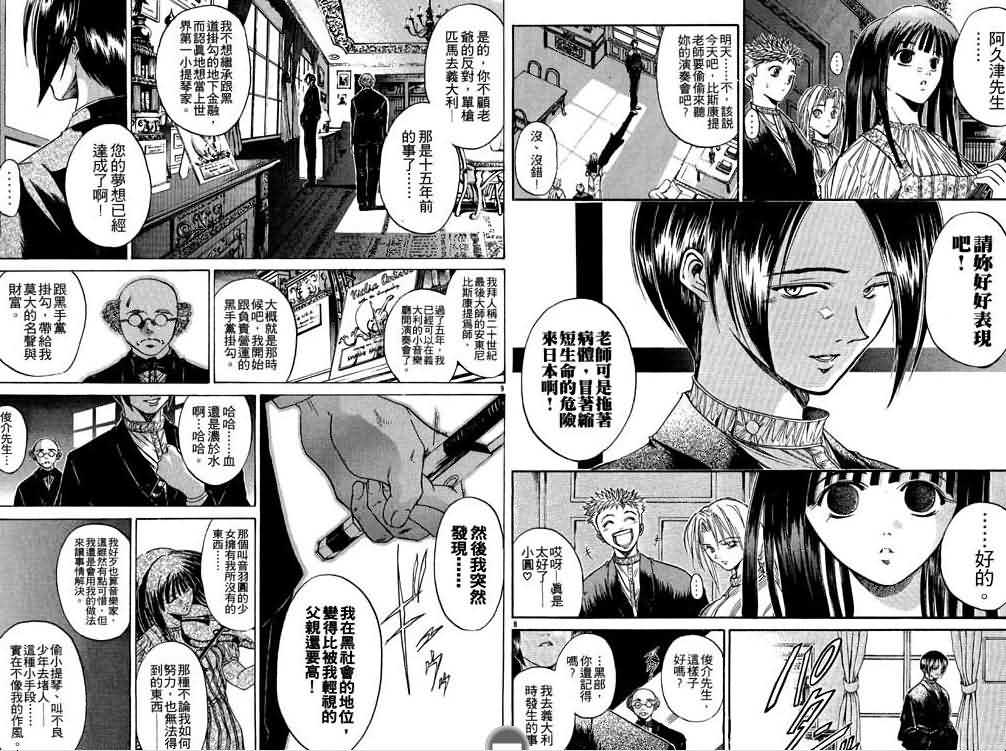 阿久津先生
……
明天……不，該說
今天吧，比斯康提
老師要偷偷來聽
妳的演奏會吧？
沒、
沒錯！
請妳好好表現
吧！
老師可是拖著
病體，冒著縮
短生命的危險
來日本啊！
……好的。
哎呀，真是
太好了——
小圓♡
8
俊介先生，
這樣子
好嗎？
…黑部，
你還記得
嗎？
我去義大利
時發生的事
是的，你不顧老
爺的反對，單槍
匹馬去義大利——
那是十五年前
的事了……
我不想繼承跟黑
道掛勾的地下金融，
而認真地想當上世
界第一小提琴家。
您的夢想已經
達成了啊！
……
我拜人稱二十世紀
最後大師的安東尼
比斯康提為師。
過了五年，我
已經可以在義
大利的小音樂
廳開演奏會了。
大概就是那時
候吧，我開始
跟負責營運的
黑手黨掛勾。
跟黑手黨
掛勾，帶給我
莫大的名聲與
財富。
9
然後我突然
發現……
我在黑社會的地位，
變得比被我輕視的
父親還要高！
哈哈……血
還是濃於水
啊…哈哈
俊介先生…
那個叫音羽圓的少
女擁有我所沒有的
東西…
那種不論我如何
努力，也無法得
到的東西——
我好歹也算音樂家，
這雖然有點可惜，但
我還是會用我的做法
來讓事情解決。
偷小提琴、叫不良
少年去堵人——
這種小手段——
實在不像我的作風。